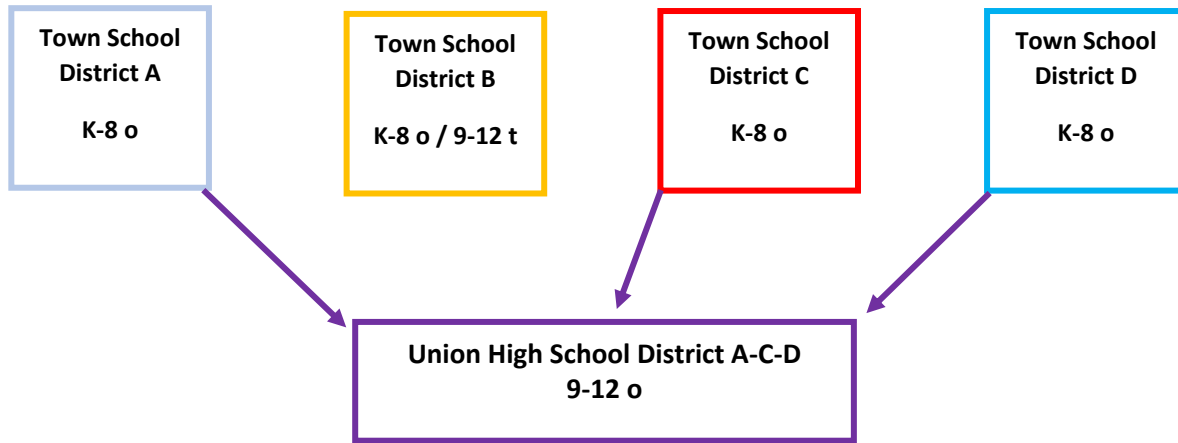 Town School
District A
K-8 o
Town School
District B
K-8 o / 9-12 t
Town School
District C
K-8 o
Town School
District D
K-8 o
Union High School District A-C-D
9-12 o